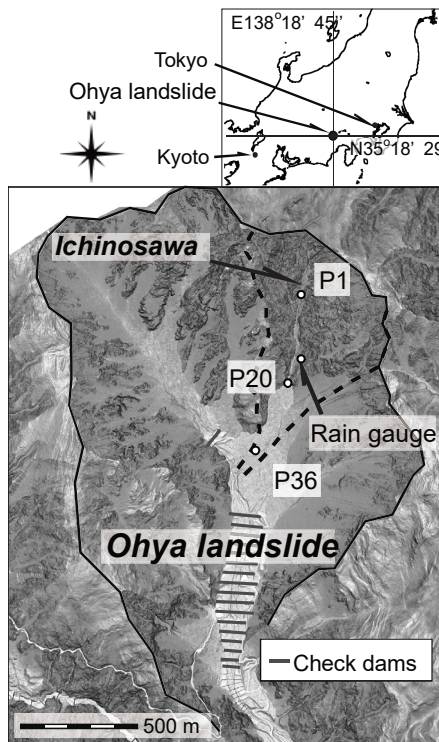 E138°18' 45"
Tokyo
Ohya landslide
N35°18' 29
Kyoto
N
Ichinosawa
P1
P20
Rain gauge
P36
Ohya landslide
Check dams
500 m